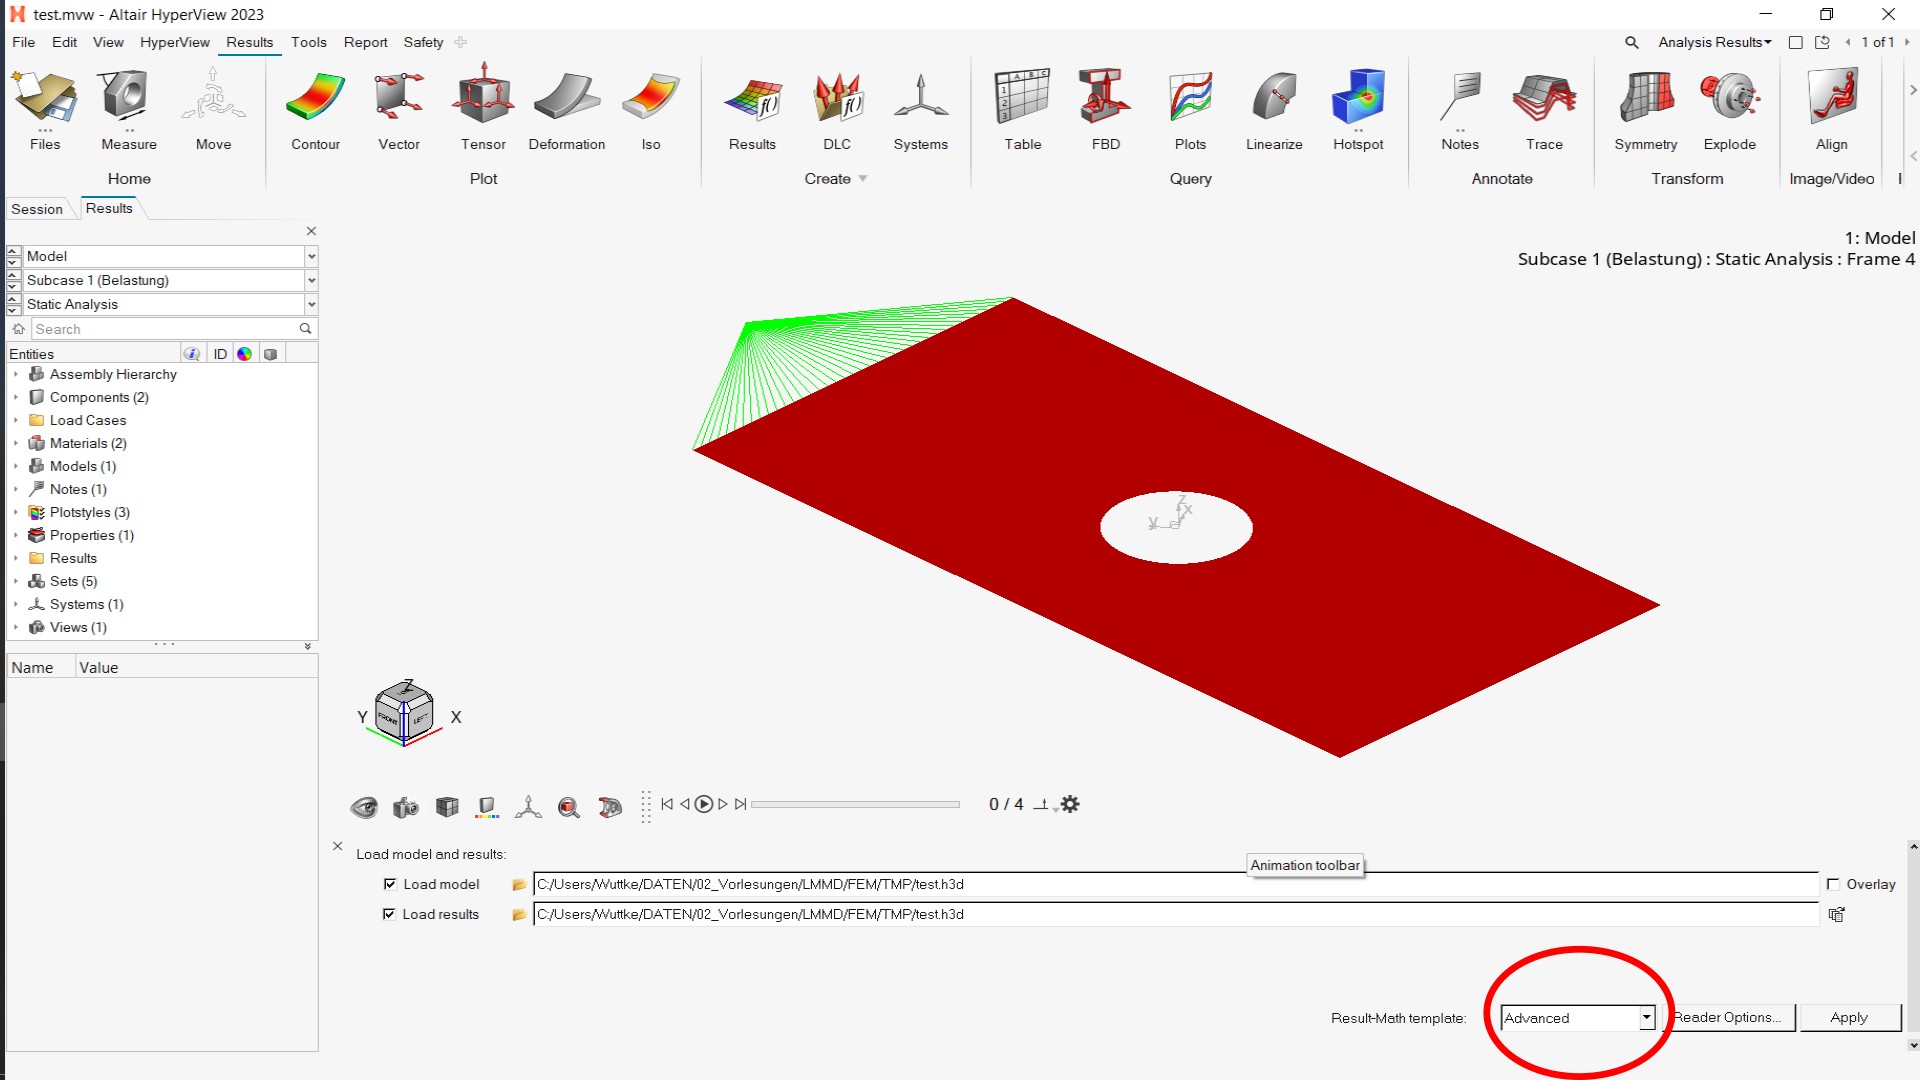 test.mvw - Altair HyperView 2023
File Edit View HyperView Results Tools Report Safety
Analysis Results 1 of 1
Files Measure Move Contour Vector Tensor Deformation Iso Results DLC Systems Table FBD Plots Linearize Hotspot Notes Trace Symmetry Explode Align
Home Plot Create Query Annotate Transform Image/Video
Session Results
Model
Subcase 1 (Belastung)
Static Analysis
Search
Entities ID
Assembly Hierarchy
Components (2)
Load Cases
Materials (2)
Models (1)
Notes (1)
Plotstyles (3)
Properties (1)
Results
Sets (5)
Systems (1)
Views (1)
Name Value
1: Model
Subcase 1 (Belastung) : Static Analysis : Frame 4
Z
X
Y
Z
Y X
FRONT LEFT
0 / 4
Load model and results:
Animation toolbar
Load model C:/Users/Wuttke/DATEN/02_Vorlesungen/LMMD/FEM/TMP/test.h3d Overlay
Load results C:/Users/Wuttke/DATEN/02_Vorlesungen/LMMD/FEM/TMP/test.h3d
Result-Math template: Advanced Reader Options... Apply